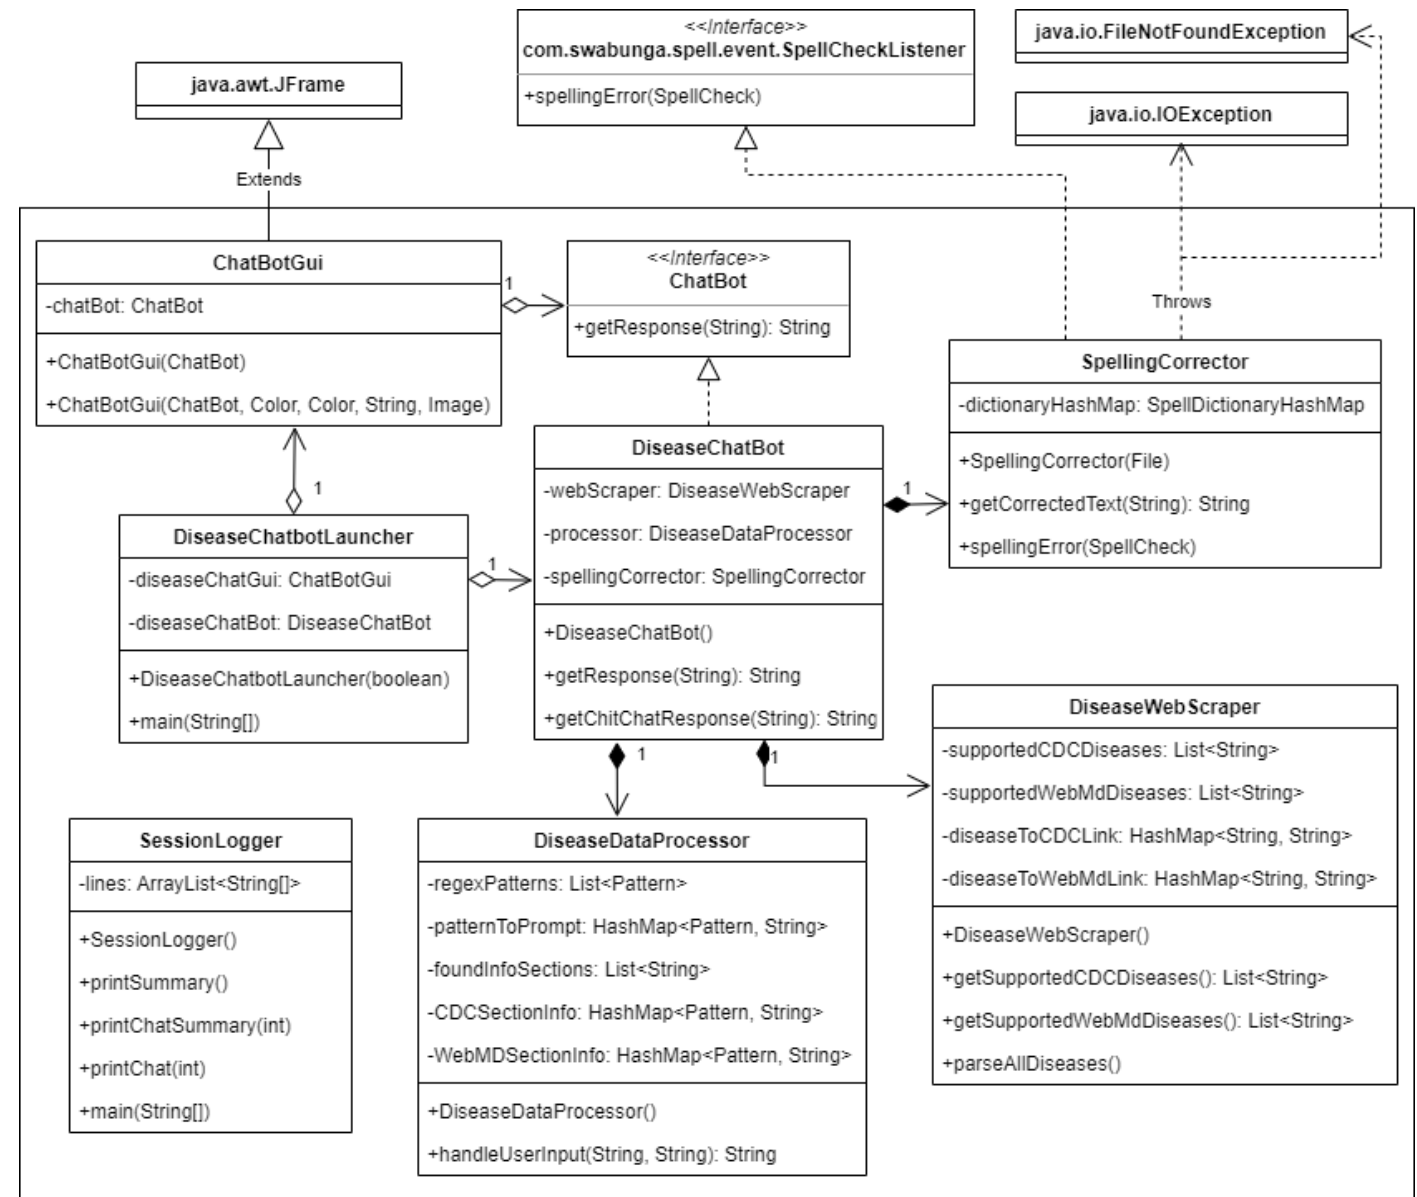 <<Interface>>
com.swabunga.spell.event.SpellCheckListener
+spellingError(SpellCheck)
java.io.FileNotFoundException
java.awt.JFrame
java.io.IOException
Extends
Throws
ChatBotGui
-chatBot: ChatBot
+ChatBotGui(ChatBot)
+ChatBotGui(ChatBot, Color, Color, String, Image)
1
<<Interface>>
ChatBot
+getResponse(String): String
SpellingCorrector
-dictionaryHashMap: SpellDictionaryHashMap
+SpellingCorrector(File)
+getCorrectedText(String): String
+spellingError(SpellCheck)
DiseaseChatBot
-webScraper: DiseaseWebScraper
-processor: DiseaseDataProcessor
-spellingCorrector: SpellingCorrector
+DiseaseChatBot()
+getResponse(String): String
+getChitChatResponse(String): String
1
1
DiseaseChatbotLauncher
-diseaseChatGui: ChatBotGui
-diseaseChatBot: DiseaseChatBot
+DiseaseChatbotLauncher(boolean)
+main(String[])
1
1
1
DiseaseWebScraper
-supportedCDCDiseases: List<String>
-supportedWebMdDiseases: List<String>
-diseaseToCDCLink: HashMap<String, String>
-diseaseToWebMdLink: HashMap<String, String>
+DiseaseWebScraper()
+getSupportedCDCDiseases(): List<String>
+getSupportedWebMdDiseases(): List<String>
+parseAllDiseases()
SessionLogger
-lines: ArrayList<String[]>
+SessionLogger()
+printSummary()
+printChatSummary(int)
+printChat(int)
+main(String[])
DiseaseDataProcessor
-regexPatterns: List<Pattern>
-patternToPrompt: HashMap<Pattern, String>
-foundInfoSections: List<String>
-CDCSectionInfo: HashMap<Pattern, String>
-WebMDSectionInfo: HashMap<Pattern, String>
+DiseaseDataProcessor()
+handleUserInput(String, String): String